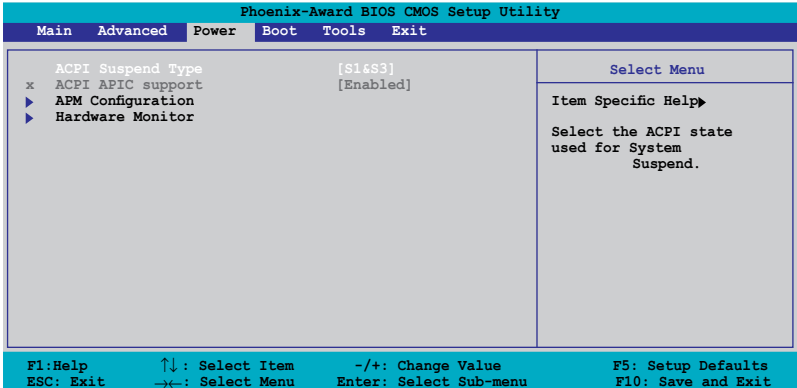 Phoenix-Award BIOS CMOS Setup Utility
Main Advanced Power Boot Tools Exit
ACPI Suspend Type [S1&S3]
x ACPI APIC support [Enabled]
APM Configuration
Hardware Monitor
Select Menu
Item Specific Help
Select the ACPI state
used for System
Suspend.
F1:Help ↑↓: Select Item -/+: Change Value F5: Setup Defaults
ESC: Exit →←: Select Menu Enter: Select Sub-menu F10: Save and Exit